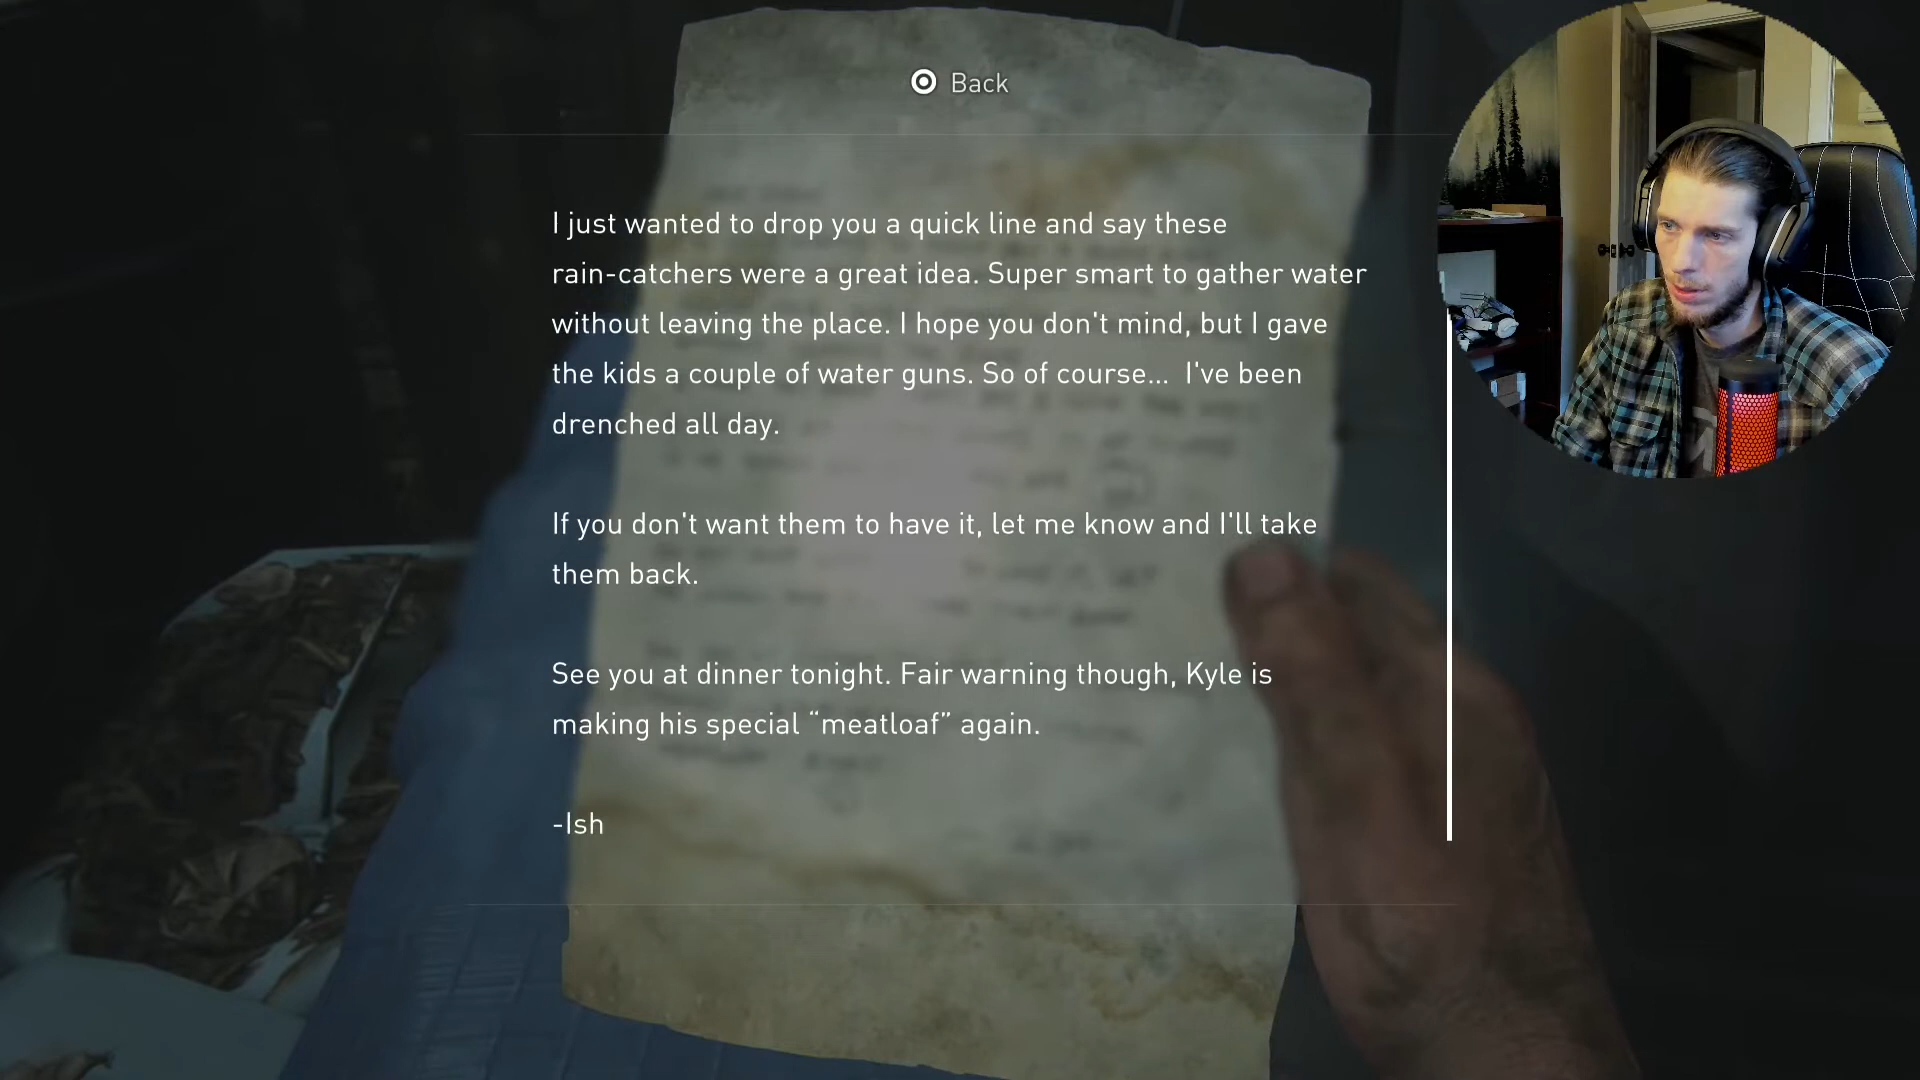 Back
I just wanted to drop you a quick line and say these
rain-catchers were a great idea. Super smart to gather water
without leaving the place. I hope you don't mind, but I gave
the kids a couple of water guns. So of course...  I've been
drenched all day.
If you don't want them to have it, let me know and I'll take
them back.
See you at dinner tonight. Fair warning though, Kyle is
making his special “meatloaf” again.
-Ish